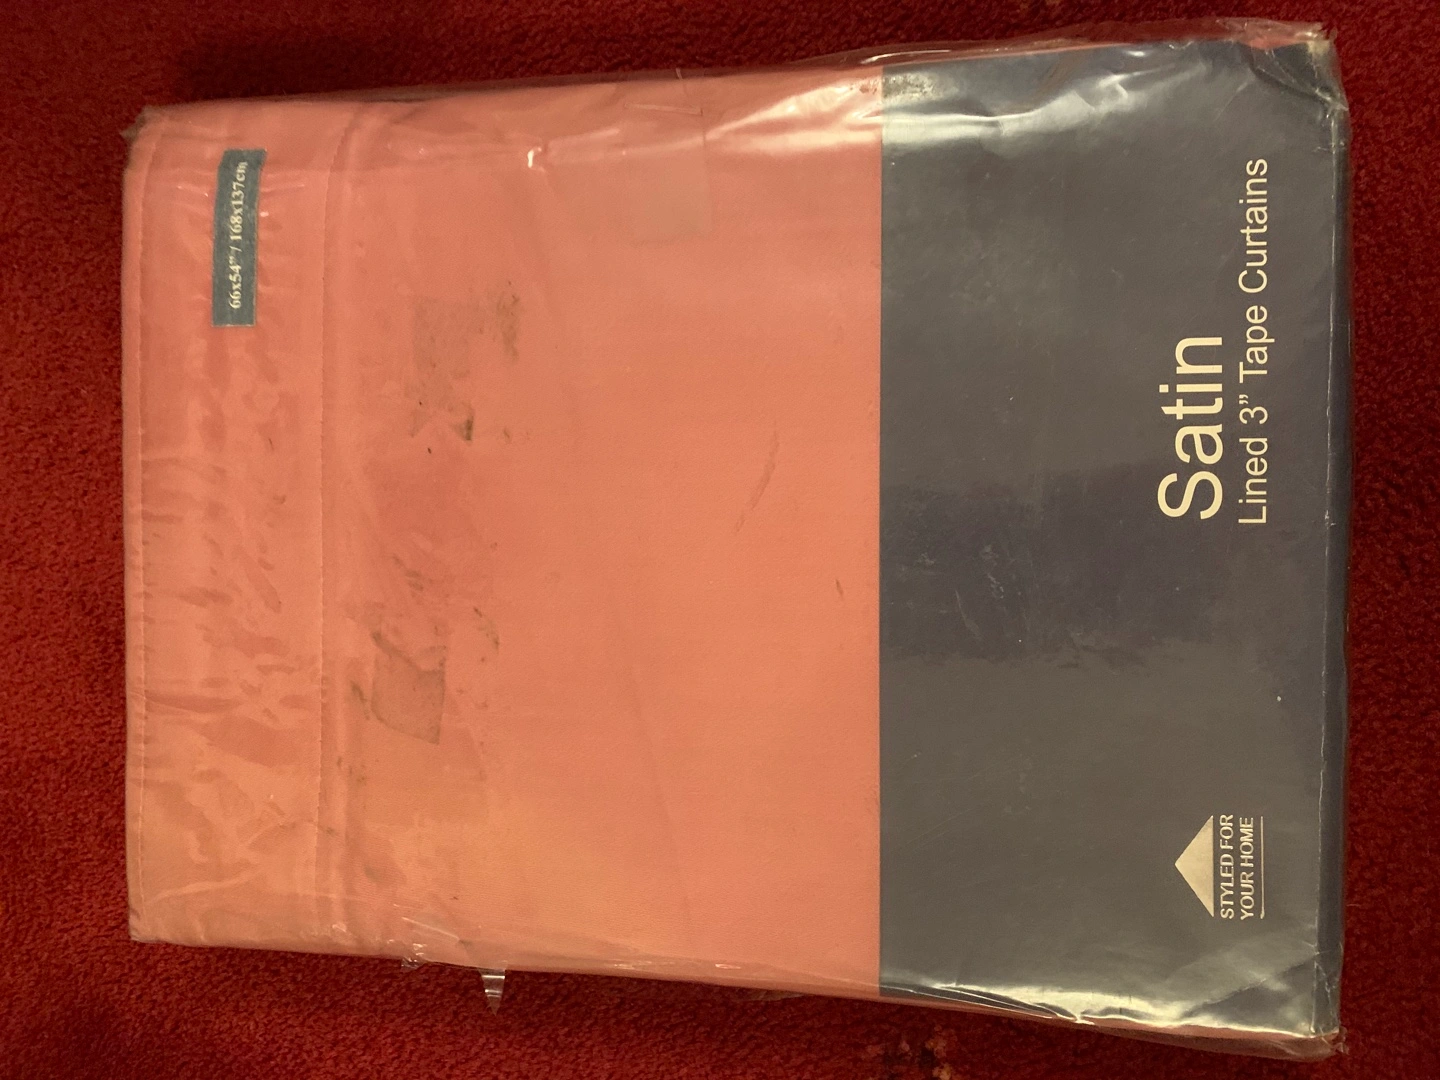 66x54" / 168x137cm
Satin
Lined 3” Tape Curtains
STYLED FOR
YOUR HOME